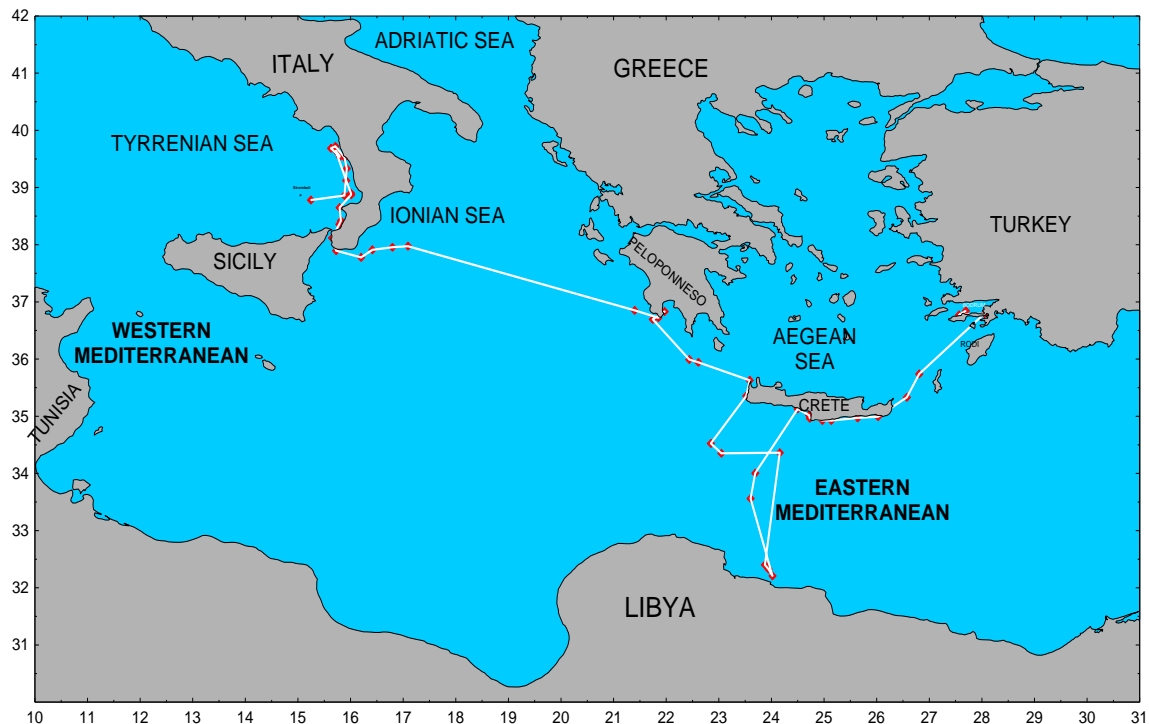 42
ADRIATIC SEA
ITALY
GREECE
41
40
TYRRENIAN SEA
39
IONIAN SEA
TURKEY
38
SICILY
PELOPONNESO
37
WESTERN
MEDITERRANEAN
AEGEAN
SEA
RODI
36
35
CRETE
TUNISIA
34
EASTERN
MEDITERRANEAN
33
32
LIBYA
31
10 11 12 13 14 15 16 17 18 19 20 21 22 23 24 25 26 27 28 29 30 31